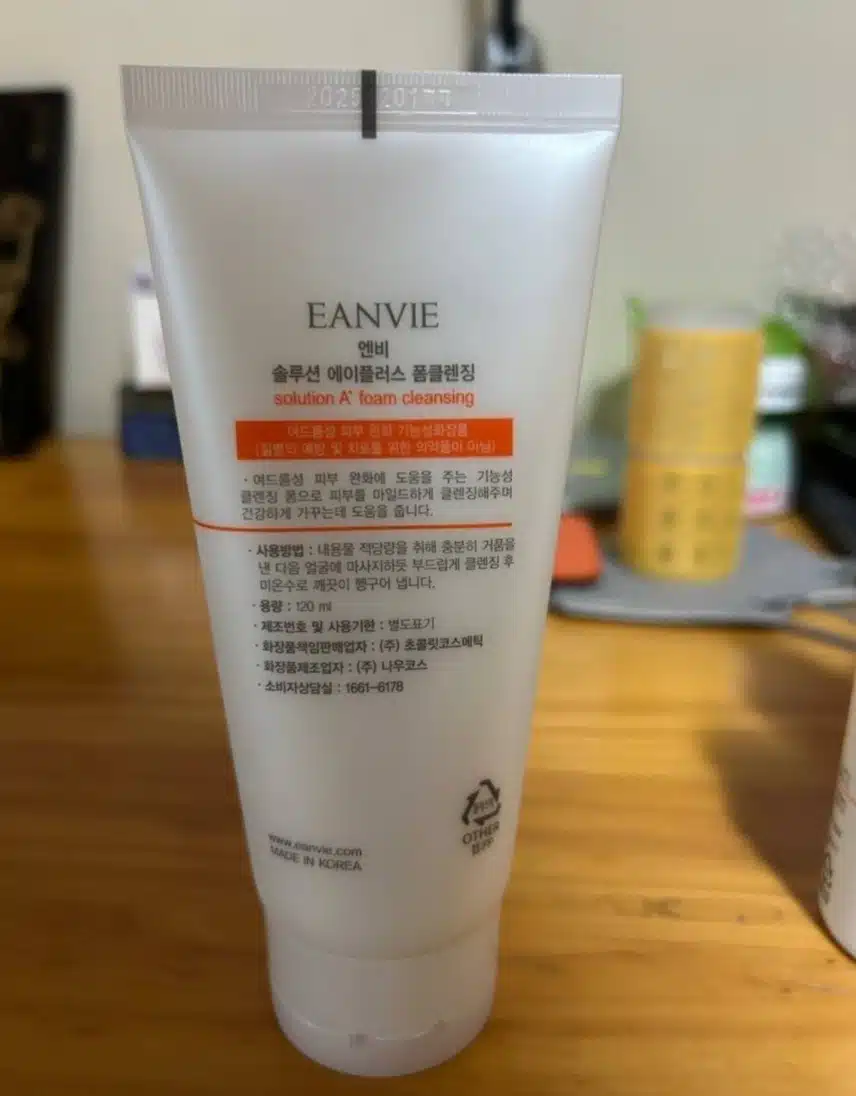 EANVIE
엔비
솔루션 에이플러스 폼클렌징
solution A⁺ foam cleansing
여드름성 피부 완화 기능성화장품
(질병의 예방 및 치료를 위한 의약품이 아님)
· 여드름성 피부 완화에 도움을 주는 기능성
클렌징 폼으로 피부를 마일드하게 클렌징해주며
건강하게 가꾸는데 도움을 줍니다.
· 사용방법 : 내용물 적당량을 취해 충분히 거품을
낸 다음 얼굴에 마사지하듯 부드럽게 클렌징 후
미온수로 깨끗이 헹구어 냅니다.
· 용량 : 120 ml
· 제조번호 및 사용기한 : 별도표기
· 화장품책임판매업자 : (주) 초콜릿코스메틱
· 화장품제조업자 : (주) 나우코스
· 소비자상담실 : 1661-6178
OTHER
www.eanvie.com
MADE IN KOREA